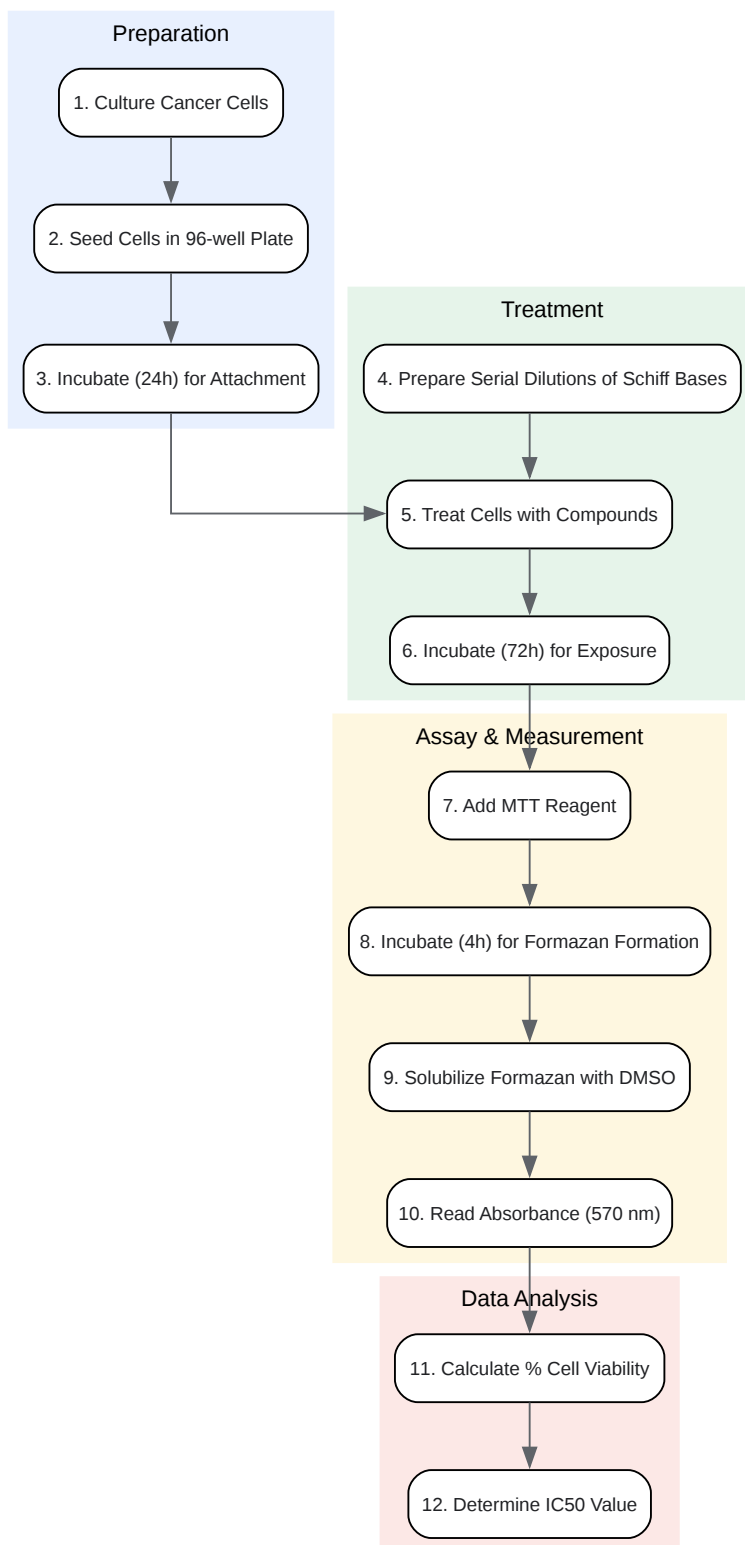 Preparation
1. Culture Cancer Cells
2. Seed Cells in 96-well Plate
3. Incubate (24h) for Attachment
Treatment
4. Prepare Serial Dilutions of Schiff Bases
5. Treat Cells with Compounds
6. Incubate (72h) for Exposure
Assay & Measurement
7. Add MTT Reagent
8. Incubate (4h) for Formazan Formation
9. Solubilize Formazan with DMSO
10. Read Absorbance (570 nm)
Data Analysis
11. Calculate % Cell Viability
12. Determine IC50 Value